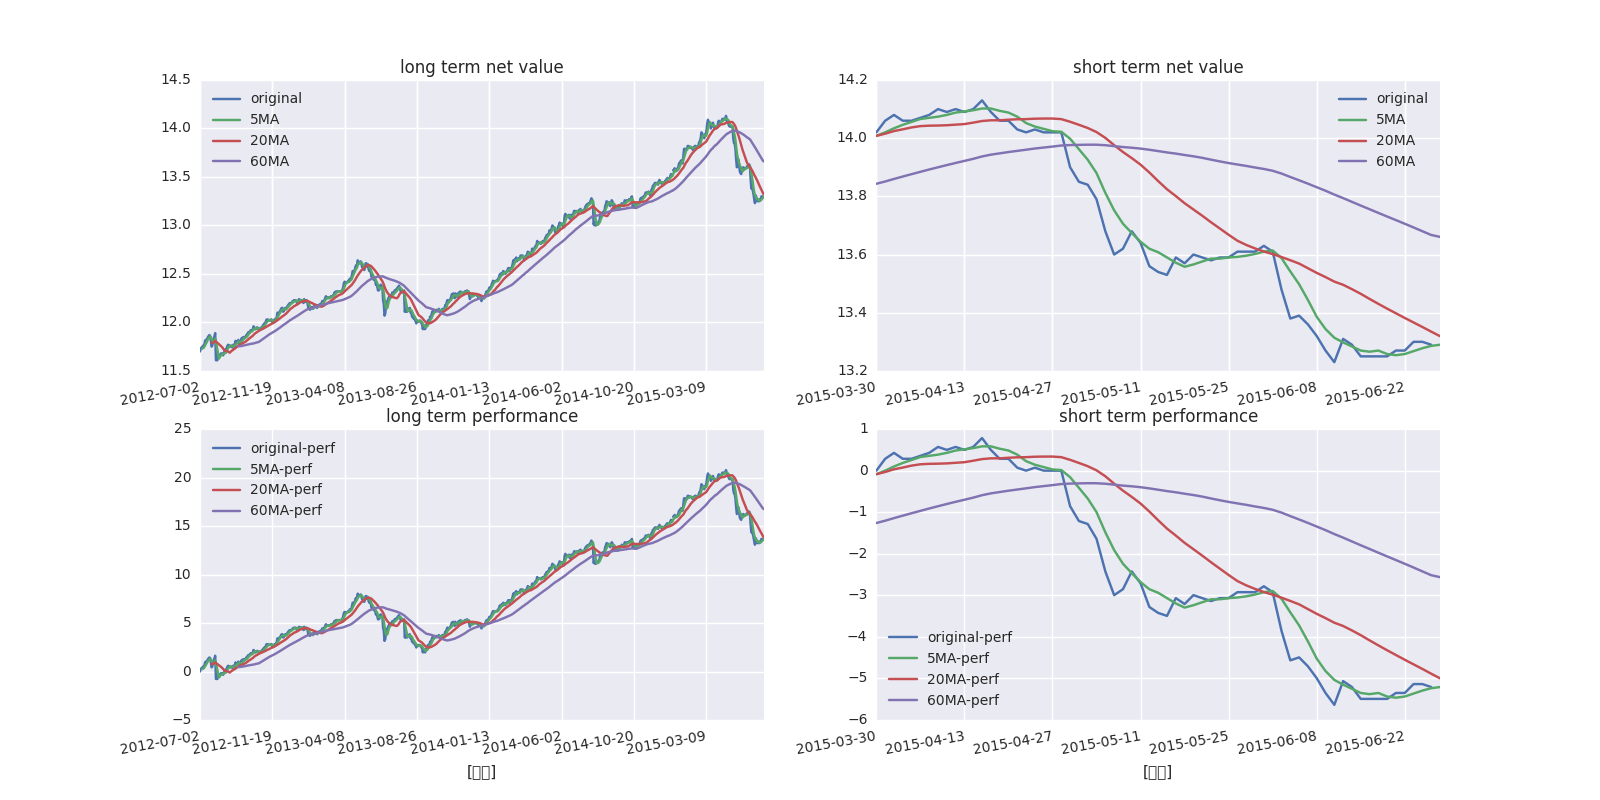 long term net value
14.5
14.0
13.5
13.0
12.5
12.0
11.5
original
5MA
20MA
60MA
2012-07-02 2012-11-19 2013-04-08 2013-08-26 2014-01-13 2014-06-02 2014-10-20 2015-03-09
short term net value
14.2
14.0
13.8
13.6
13.4
13.2
original
5MA
20MA
60MA
2015-03-30 2015-04-13 2015-04-27 2015-05-11 2015-05-25 2015-06-08 2015-06-22
long term performance
25
20
15
10
5
0
−5
original-perf
5MA-perf
20MA-perf
60MA-perf
2012-07-02 2012-11-19 2013-04-08 2013-08-26 2014-01-13 2014-06-02 2014-10-20 2015-03-09
short term performance
1
0
−1
−2
−3
−4
−5
−6
original-perf
5MA-perf
20MA-perf
60MA-perf
2015-03-30 2015-04-13 2015-04-27 2015-05-11 2015-05-25 2015-06-08 2015-06-22